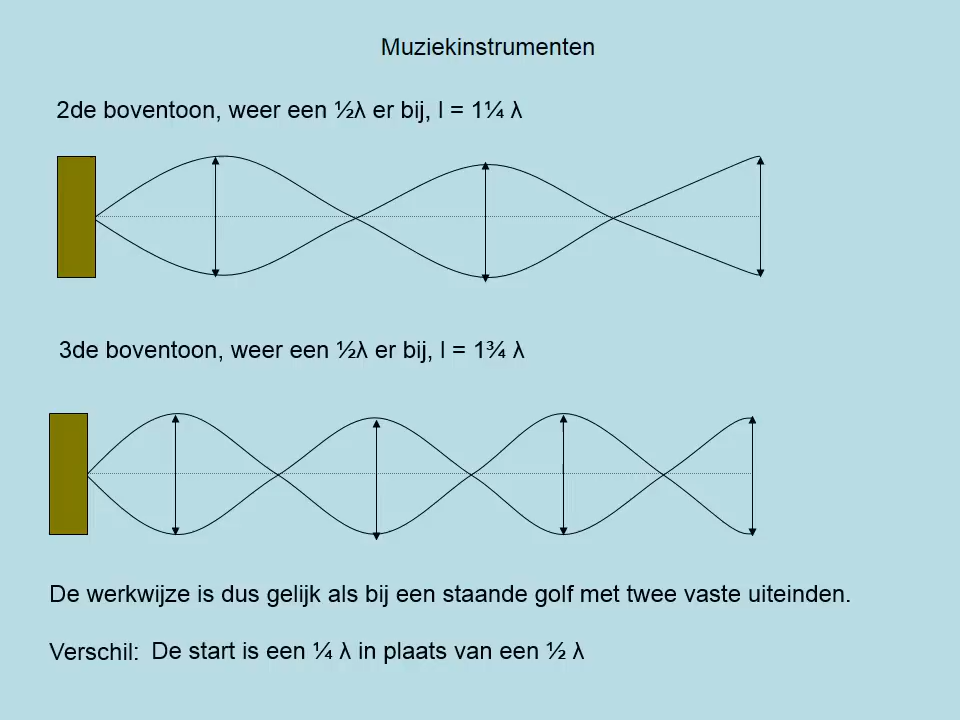 Muziekinstrumenten
2de boventoon, weer een ½λ er bij, l = 1¼ λ
3de boventoon, weer een ½λ er bij, l = 1¾ λ
De werkwijze is dus gelijk als bij een staande golf met twee vaste uiteinden.
Verschil: De start is een ¼ λ in plaats van een ½ λ